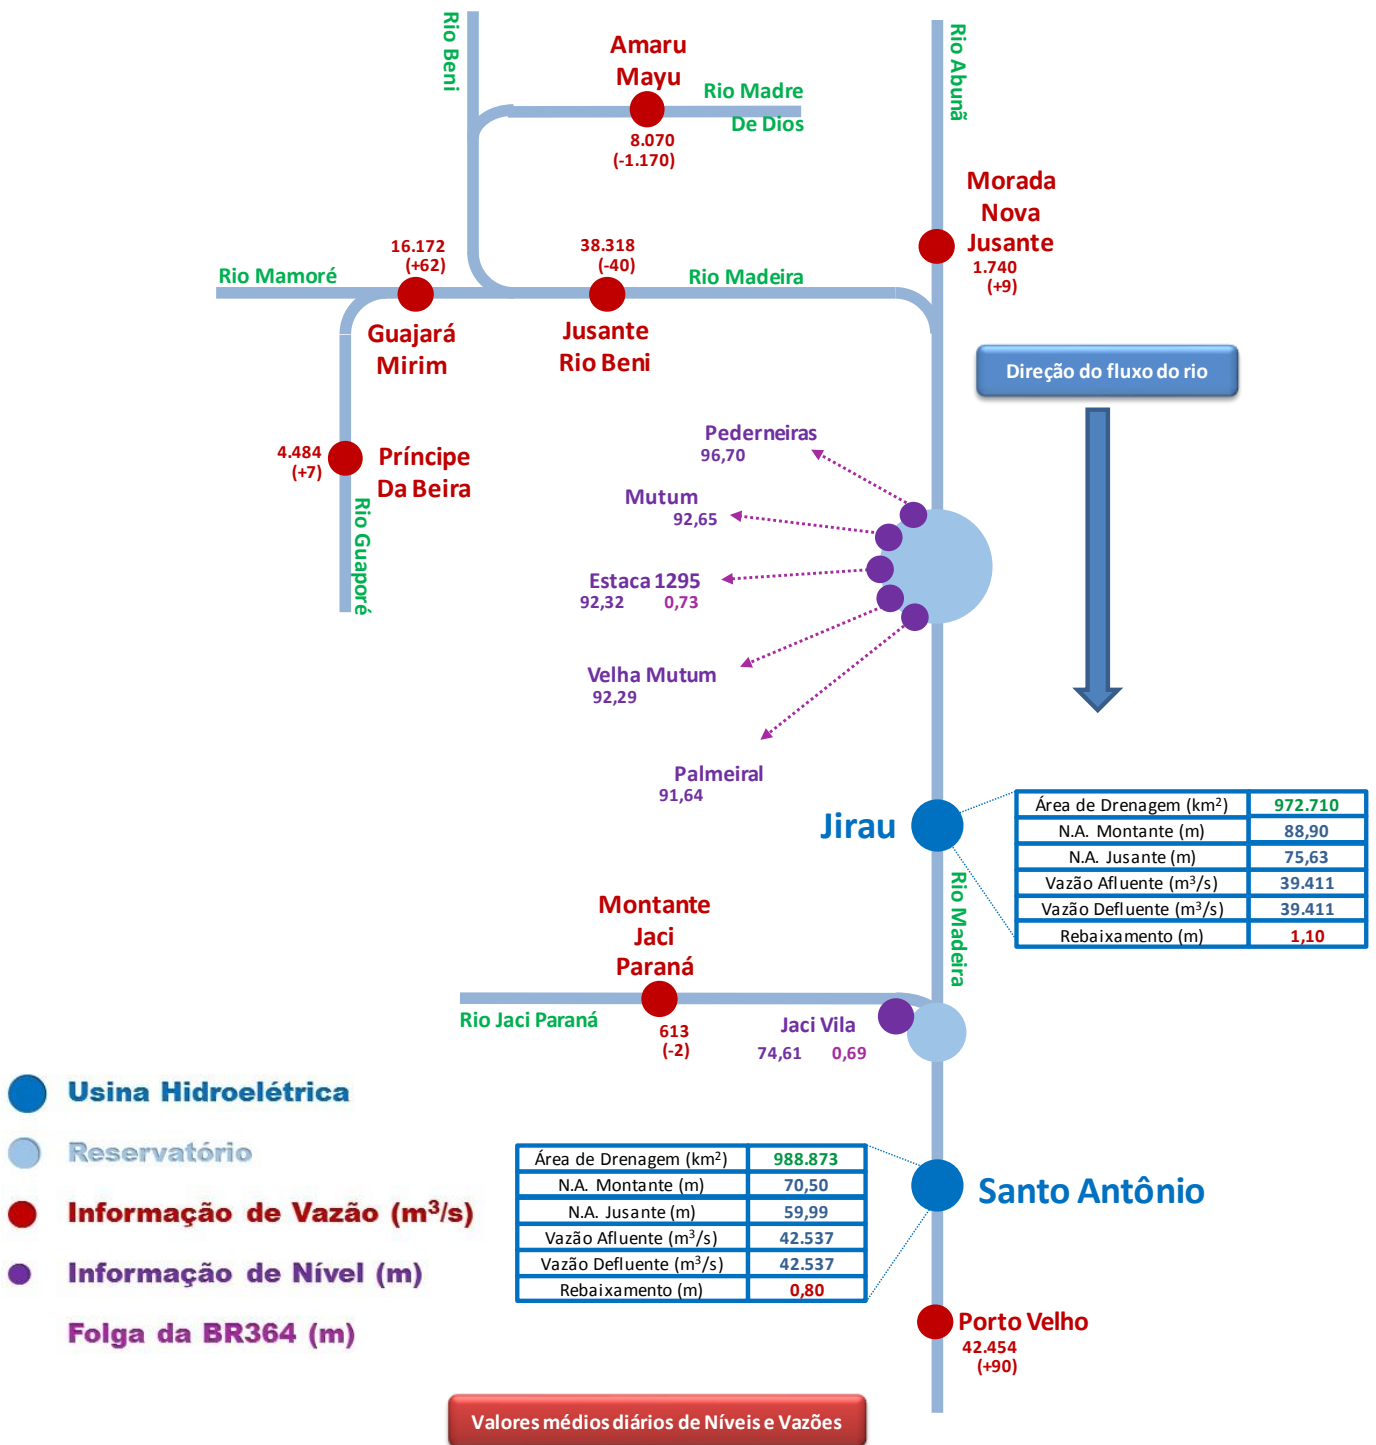 Rio Beni
Amaru
Mayu
Rio Madre
De Dios
8.070
(-1.170)
Rio Abunã
Morada
Nova
Jusante
1.740
(+9)
16.172
(+62)
38.318
(-40)
Rio Mamoré
Rio Madeira
Guajará
Mirim
Jusante
Rio Beni
Direção do fluxo do rio
4.484
(+7)
Príncipe
Da Beira
Rio Guaporé
Pederneiras
96,70
Mutum
92,65
Estaca 1295
92,32 0,73
Velha Mutum
92,29
Palmeiral
91,64
Jirau
Área de Drenagem (km²) 972.710
N.A. Montante (m) 88,90
N.A. Jusante (m) 75,63
Vazão Afluente (m³/s) 39.411
Vazão Defluente (m³/s) 39.411
Rebaixamento (m) 1,10
Rio Madeira
Montante
Jaci
Paraná
Rio Jaci Paraná
613
(-2)
Jaci Vila
74,61 0,69
Usina Hidroelétrica
Reservatório
Informação de Vazão (m³/s)
Informação de Nível (m)
Folga da BR364 (m)
Área de Drenagem (km²) 988.873
N.A. Montante (m) 70,50
N.A. Jusante (m) 59,99
Vazão Afluente (m³/s) 42.537
Vazão Defluente (m³/s) 42.537
Rebaixamento (m) 0,80
Santo Antônio
Porto Velho
42.454
(+90)
Valores médios diários de Níveis e Vazões